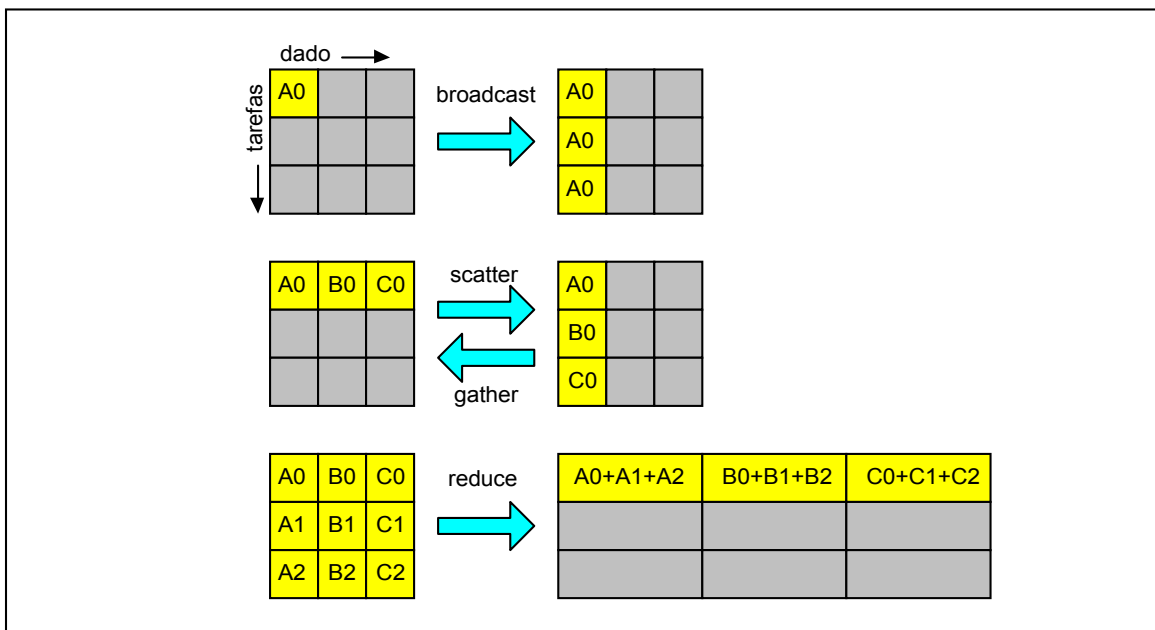 dado
tarefas
A0
broadcast
A0
A0
A0
A0 B0 C0
scatter
gather
A0
B0
C0
A0 B0 C0
A1 B1 C1
A2 B2 C2
reduce
A0+A1+A2 B0+B1+B2 C0+C1+C2